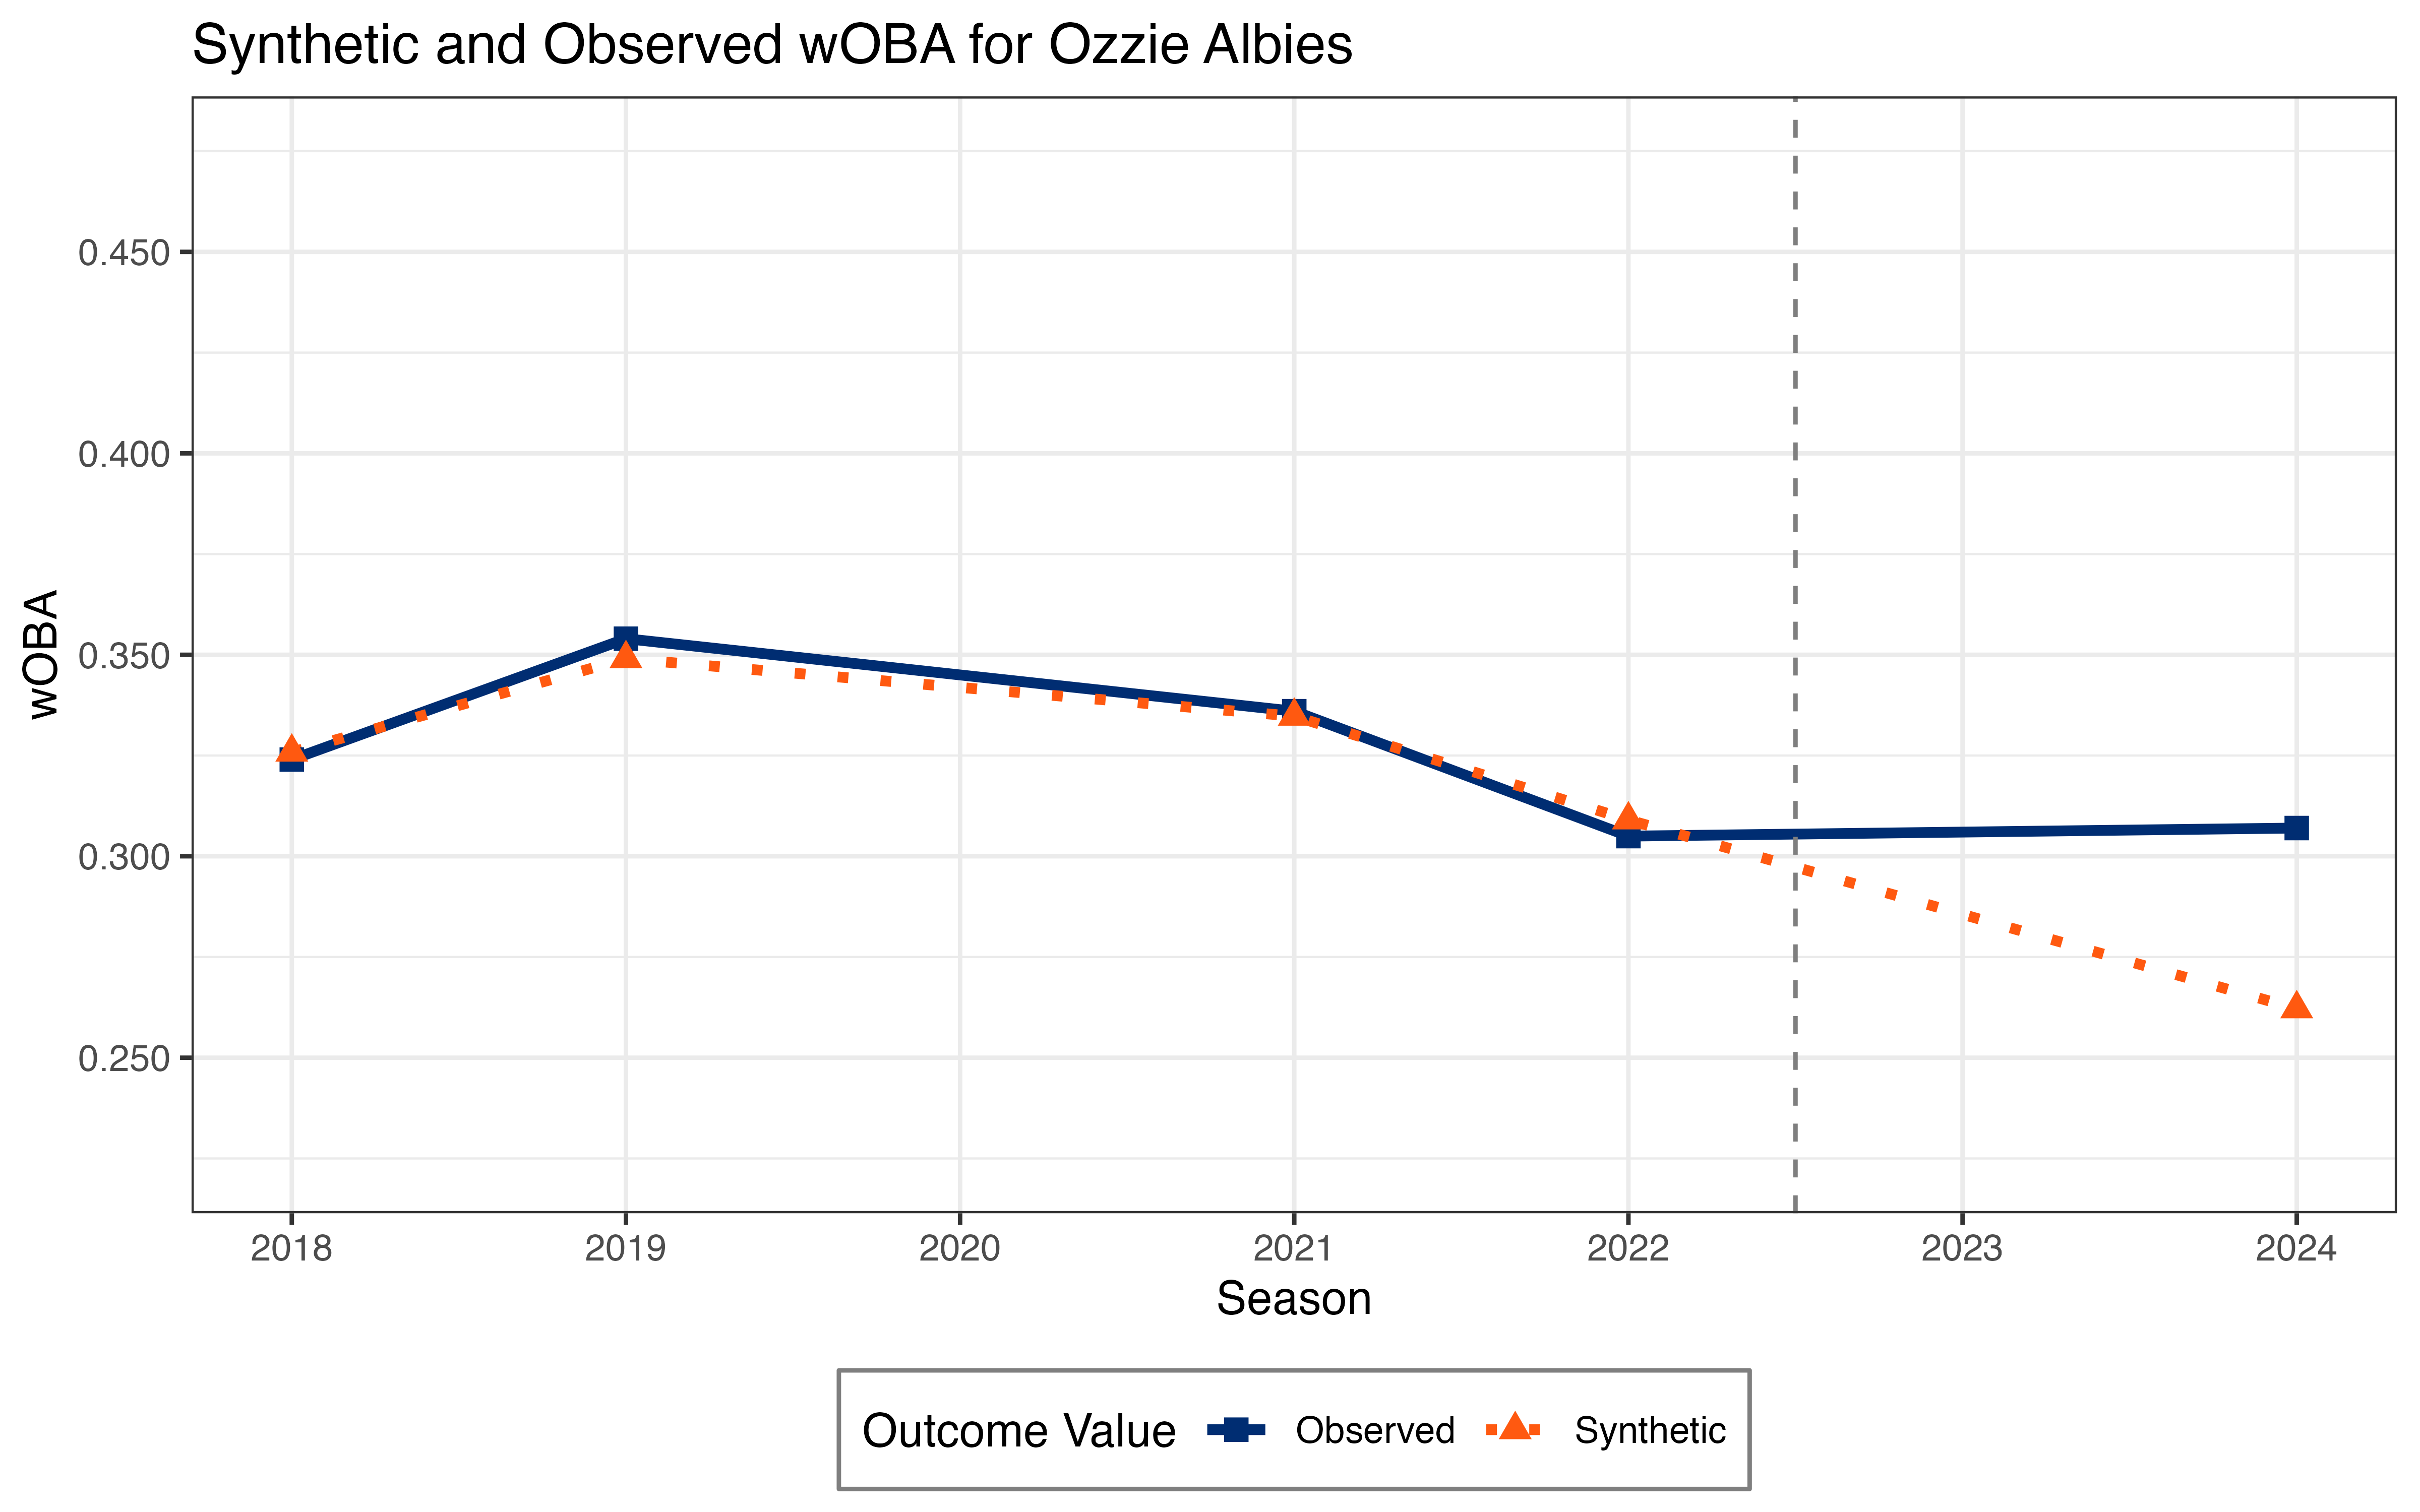 Synthetic and Observed wOBA for Ozzie Albies
wOBA
0.450
0.400
0.350
0.300
0.250
2018 2019 2020 2021 2022 2023 2024
Season
Outcome Value Observed Synthetic